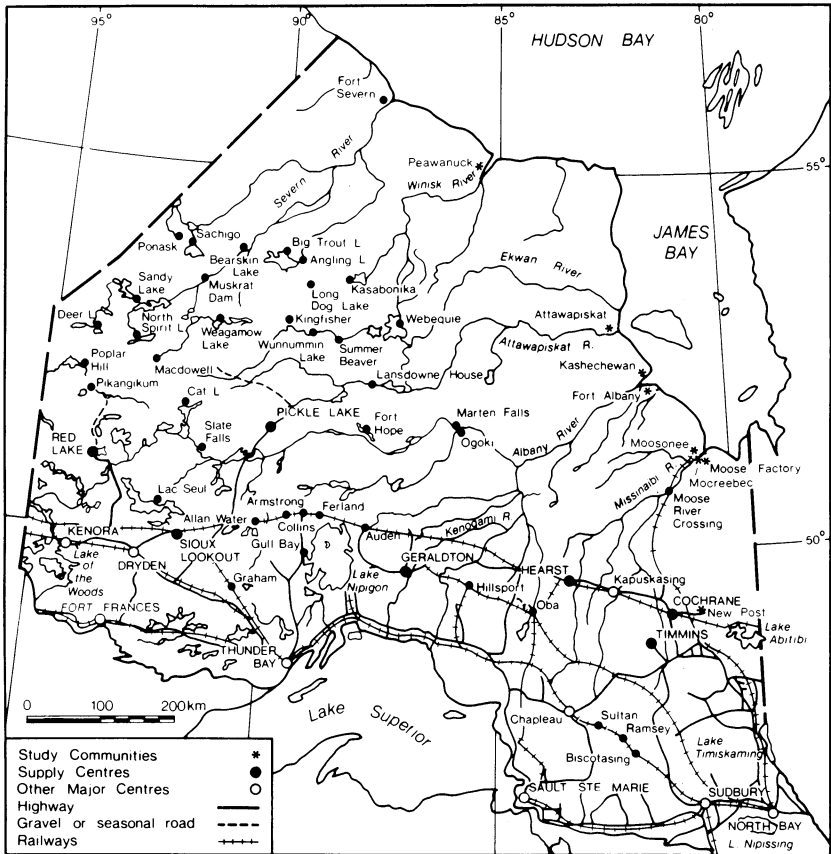 95°
90°
85°
80°
HUDSON BAY
Fort
Severn
Severn River
Peawanuck
Winisk River
55°
JAMES
BAY
Ponask
Sachigo
Bearskin
Lake
Big Trout L
Angling L
Ekwan River
Sandy
Lake
Muskrat
Dam
Long
Dog Lake
Kasabonika
Deer L
North
Spirit L
Weagamow
Lake
Kingfisher
Wunnummin
Lake
Summer
Beaver
Webequie
Attawapiskat
Attawapiskat R.
Poplar
Hill
Macdowell
Lansdowne House
Kashechewan
Pikangikum
Cat L
Fort Albany
PICKLE LAKE
Fort
Hope
Marten Falls
Ogoki
Albany River
RED
LAKE
Slate
Falls
Moosonee
Moose Factory
Mocreebec
Missinaibi R.
Moose
River
Crossing
Lac Seul
Allan Water
Armstrong
Collins
Ferland
Auden
Kenogami R
KENORA
Lake
of
the
Woods
DRYDEN
SIOUX
LOOKOUT
Gull Bay
Lake
Nipigon
GERALDTON
50°
HEARST
Kapuskasing
Graham
Hillsport
Oba
COCHRANE
New Post
FORT FRANCES
Lake
Abitibi
TIMMINS
THUNDER
BAY
0 100 200km
Lake Superior
Chapleau
Sultan
Ramsey
Biscotasing
Lake
Timiskaming
SAULT STE MARIE
SUDBURY
NORTH BAY
L. Nipissing
Study Communities
Supply Centres
Other Major Centres
Highway
Gravel or seasonal road
Railways